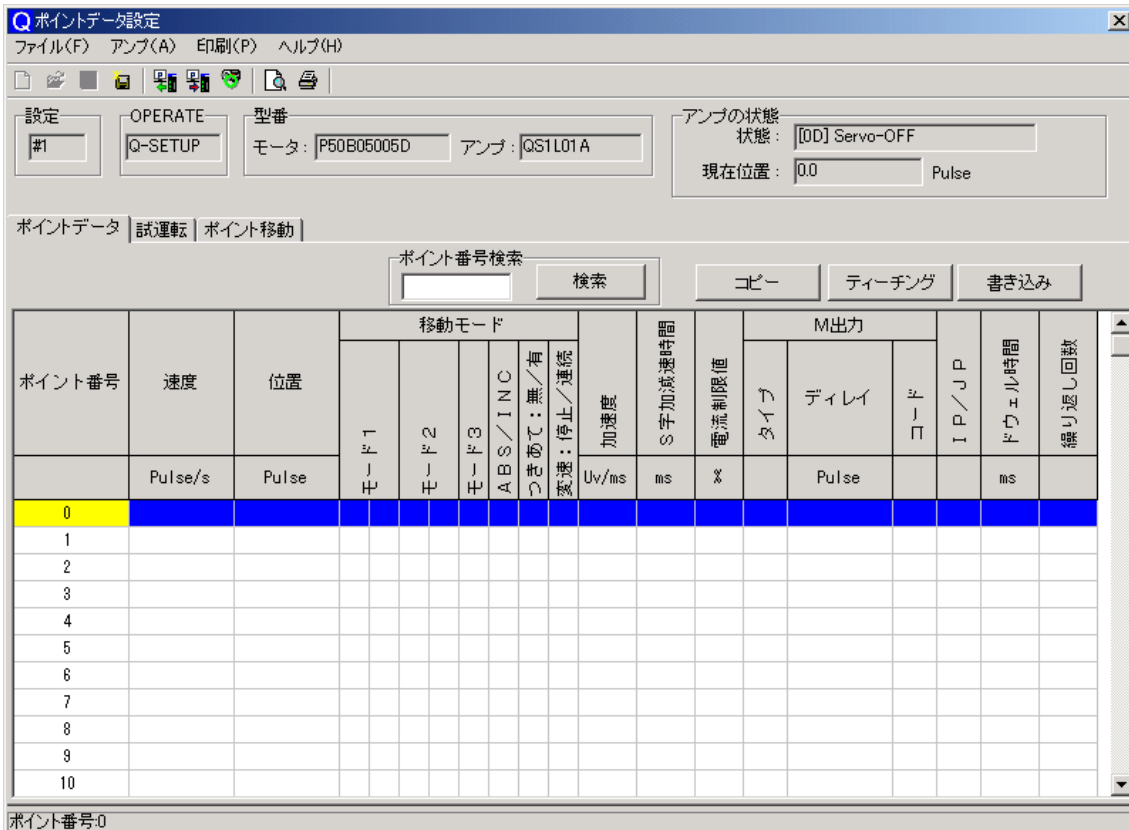 ポイントデータ設定
ファイル(F) アンプ(A) 印刷(P) ヘルプ(H)
設定
#1
OPERATE
Q-SETUP
型番
モータ: P50B05005D アンプ: QS1L01A
アンプの状態
状態: [0D] Servo-OFF
現在位置: 0.0 Pulse
ポイントデータ 試運転 ポイント移動
ポイント番号検索
検索 コピー ティーチング 書き込み
ポイント番号
速度
Pulse/s
位置
Pulse
移動モード
モード1
モード2
モード3
ABS/INC
つきあて:無/有
変速:停止/連続
加速度
Uv/ms
S字加減速時間
ms
電流制限値
%
M出力
タイプ
ディレイ
Pulse
コード
IP/JP
ドウェル時間
ms
繰り返し回数
0
1
2
3
4
5
6
7
8
9
10
ポイント番号:0